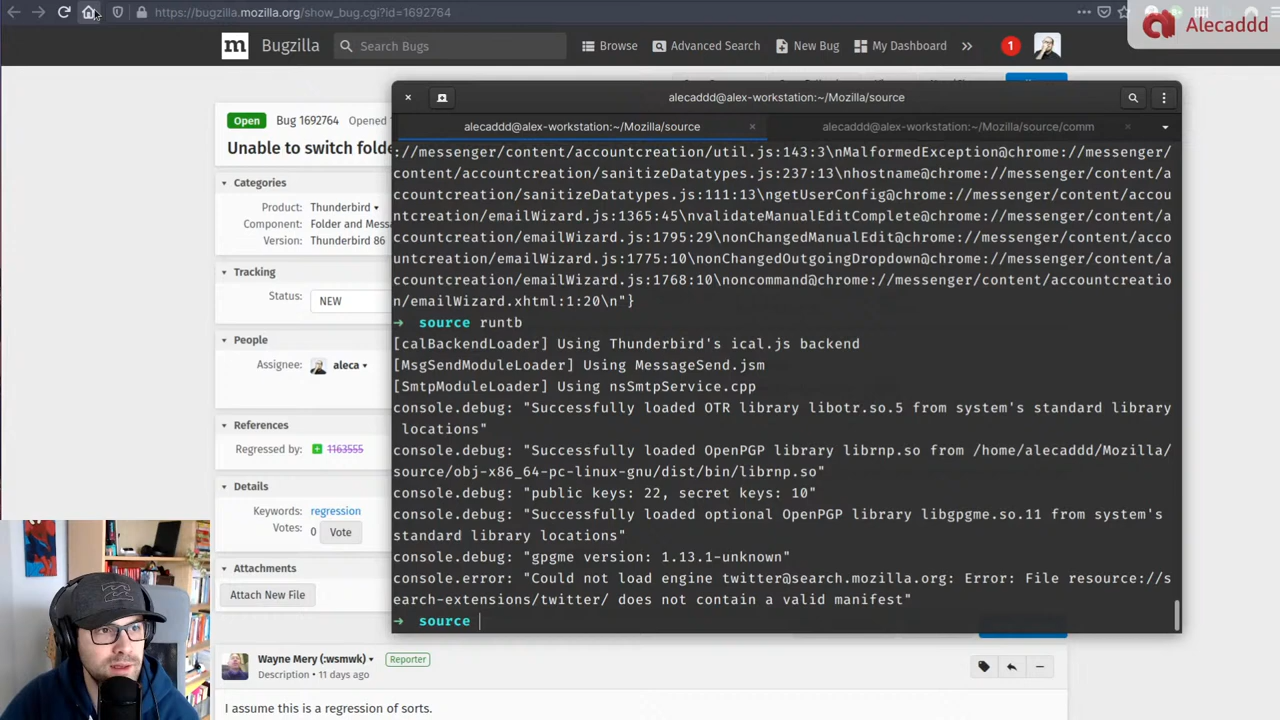 https://bugzilla.mozilla.org/show_bug.cgi?id=1692764
Alecaddd
m Bugzilla Search Bugs Browse Advanced Search New Bug My Dashboard » 1
Open Bug 1692764 Opened
Unable to switch folde
Categories
Product: Thunderbird
Component: Folder and Mess
Version: Thunderbird 86
Tracking
Status: NEW
People
Assignee: aleca
References
Regressed by: 1163555
Details
Keywords: regression
Votes: 0 Vote
Attachments
Attach New File
Wayne Mery (:wsmwk) Reporter
Description • 11 days ago
I assume this is a regression of sorts.
alecaddd@alex-workstation:~/Mozilla/source
alecaddd@alex-workstation:~/Mozilla/source
alecaddd@alex-workstation:~/Mozilla/source/comm
://messenger/content/accountcreation/util.js:143:3\nMalformedException@chrome://messenger/
content/accountcreation/sanitizeDatatypes.js:237:13\nhostname@chrome://messenger/content/a
ccountcreation/sanitizeDatatypes.js:111:13\ngetUserConfig@chrome://messenger/content/accou
ntcreation/emailWizard.js:1365:45\nvalidateManualEditComplete@chrome://messenger/content/a
ccountcreation/emailWizard.js:1795:29\nonChangedManualEdit@chrome://messenger/content/acco
untcreation/emailWizard.js:1775:10\nonChangedOutgoingDropdown@chrome://messenger/content/a
ccountcreation/emailWizard.js:1768:10\noncommand@chrome://messenger/content/accountcreatio
n/emailWizard.xhtml:1:20\n"}
→ source runtb
[calBackendLoader] Using Thunderbird's ical.js backend
[MsgSendModuleLoader] Using MessageSend.jsm
[SmtpModuleLoader] Using nsSmtpService.cpp
console.debug: "Successfully loaded OTR library libotr.so.5 from system's standard library
locations"
console.debug: "Successfully loaded OpenPGP library librnp.so from /home/alecaddd/Mozilla/
source/obj-x86_64-pc-linux-gnu/dist/bin/librnp.so"
console.debug: "public keys: 22, secret keys: 10"
console.debug: "Successfully loaded optional OpenPGP library libgpgme.so.11 from system's
standard library locations"
console.debug: "gpgme version: 1.13.1-unknown"
console.error: "Could not load engine twitter@search.mozilla.org: Error: File resource://s
earch-extensions/twitter/ does not contain a valid manifest"
→ source